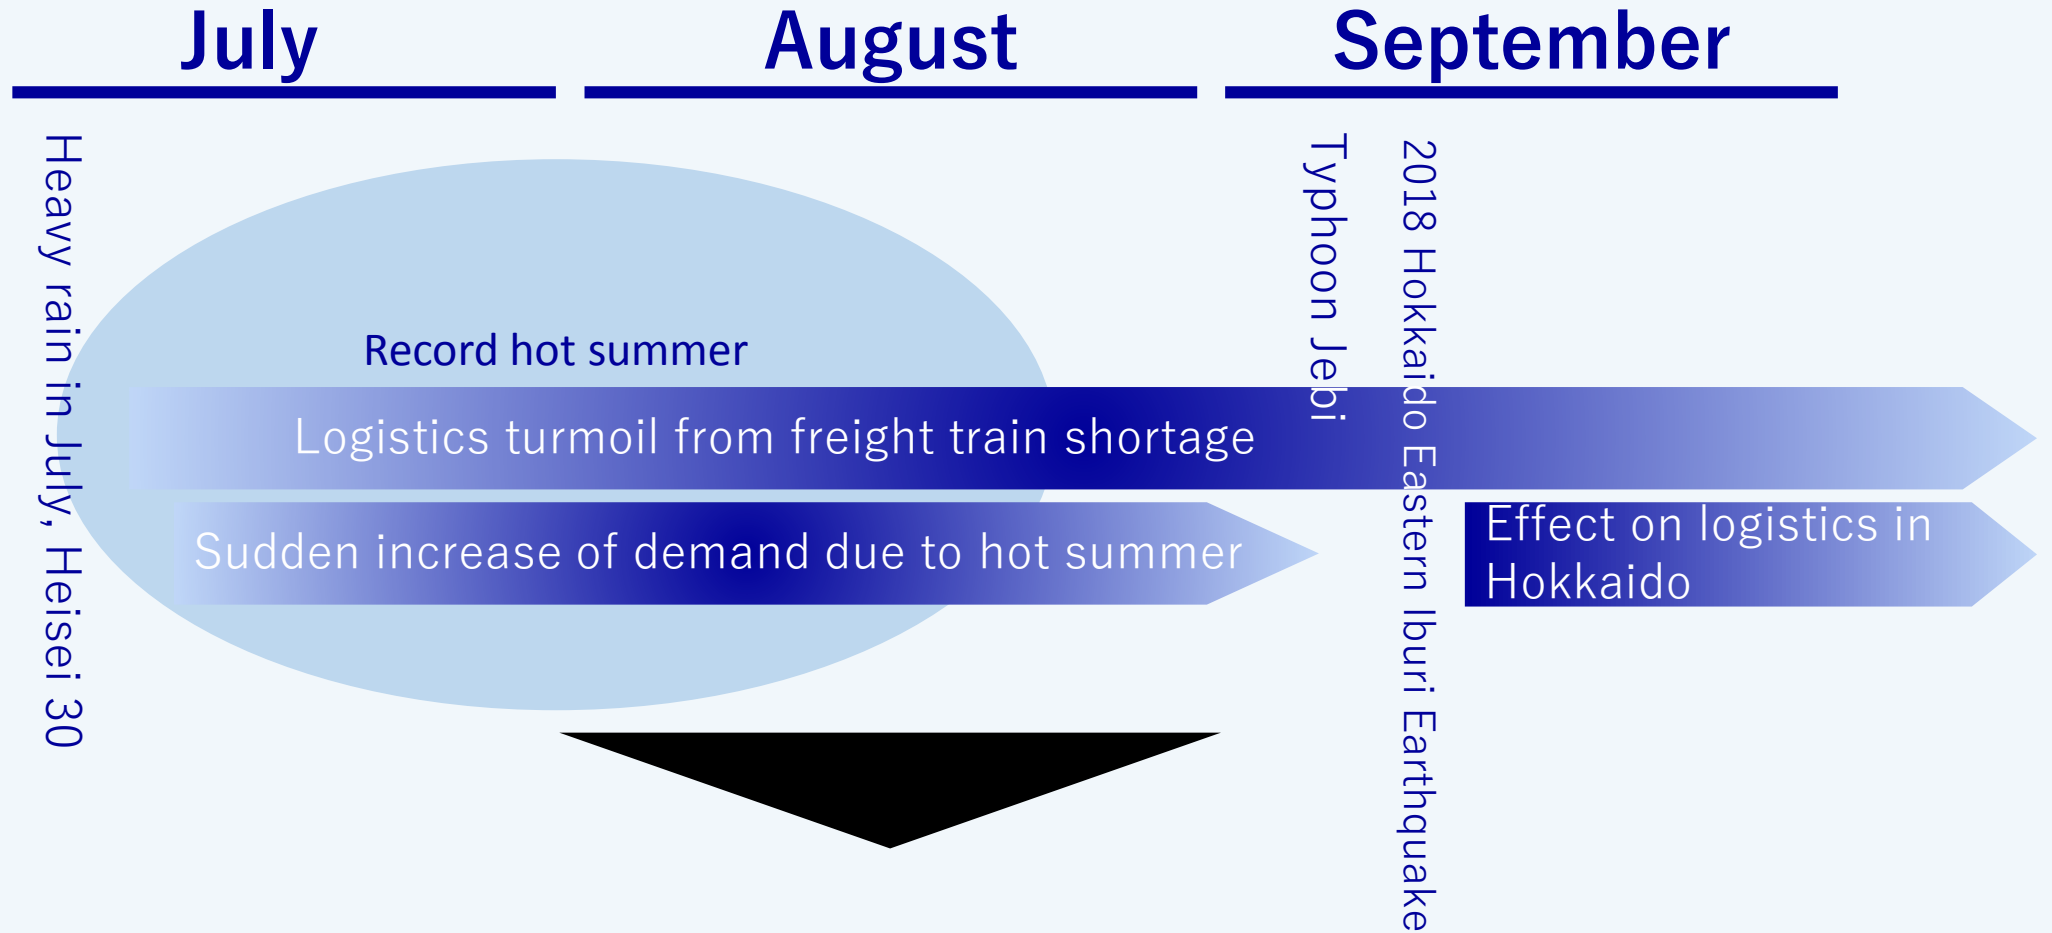 July
August
September
Heavy rain in July, Heisei 30
Record hot summer
Logistics turmoil from freight train shortage
Sudden increase of demand due to hot summer
Typhoon Jebi
2018 Hokkaido Eastern Iburi Earthquake
Effect on logistics in
Hokkaido